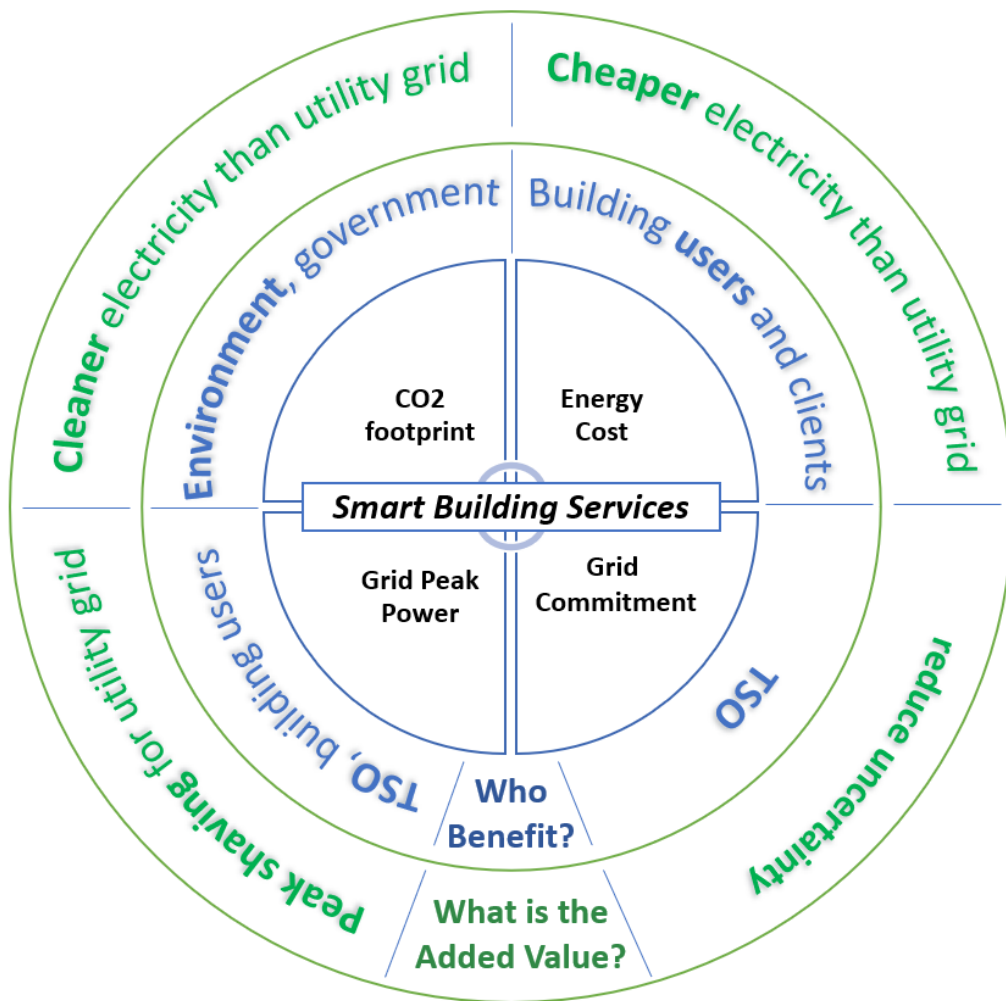 Cleaner electricity than utility grid
Cheaper electricity than utility grid
Environment, government
Building users and clients
CO2
footprint
Energy
Cost
Smart Building Services
Grid Peak
Power
Grid
Commitment
TSO, building users
TSO
Peak shaving for utility grid
reduce uncertainty
Who
Benefit?
What is the
Added Value?